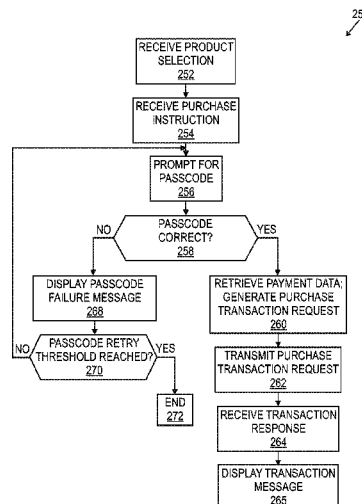 25
RECEIVE PRODUCT
SELECTION
252
RECEIVE PURCHASE
INSTRUCTION
254
PROMPT FOR
PASSCODE
256
PASSCODE
CORRECT?
258
NO
YES
DISPLAY PASSCODE
FAILURE MESSAGE
268
PASSCODE RETRY
THRESHOLD REACHED?
270
NO
YES
END
272
RETRIEVE PAYMENT DATA;
GENERATE PURCHASE
TRANSACTION REQUEST
260
TRANSMIT PURCHASE
TRANSACTION REQUEST
262
RECEIVE TRANSACTION
RESPONSE
264
DISPLAY TRANSACTION
MESSAGE
265